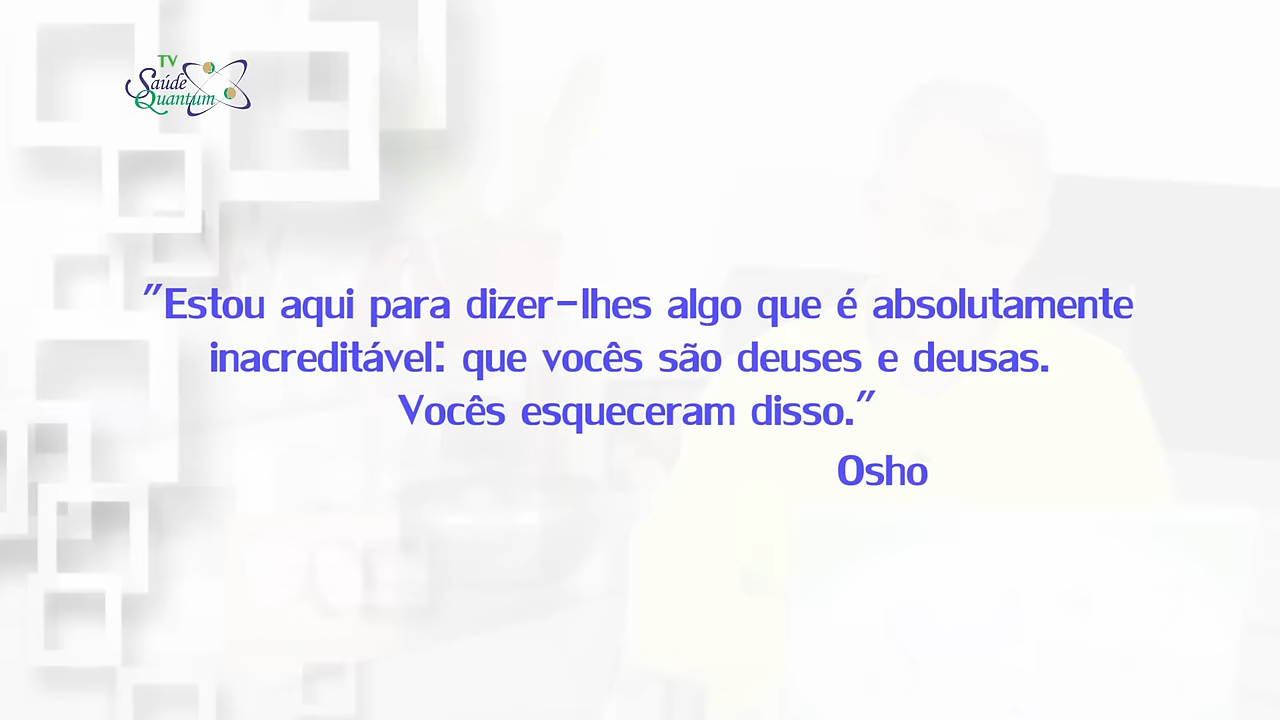 TV
Saúde
Quantum
"Estou aqui para dizer-lhes algo que é absolutamente
inacreditável: que vocês são deuses e deusas.
Vocês esqueceram disso."
Osho